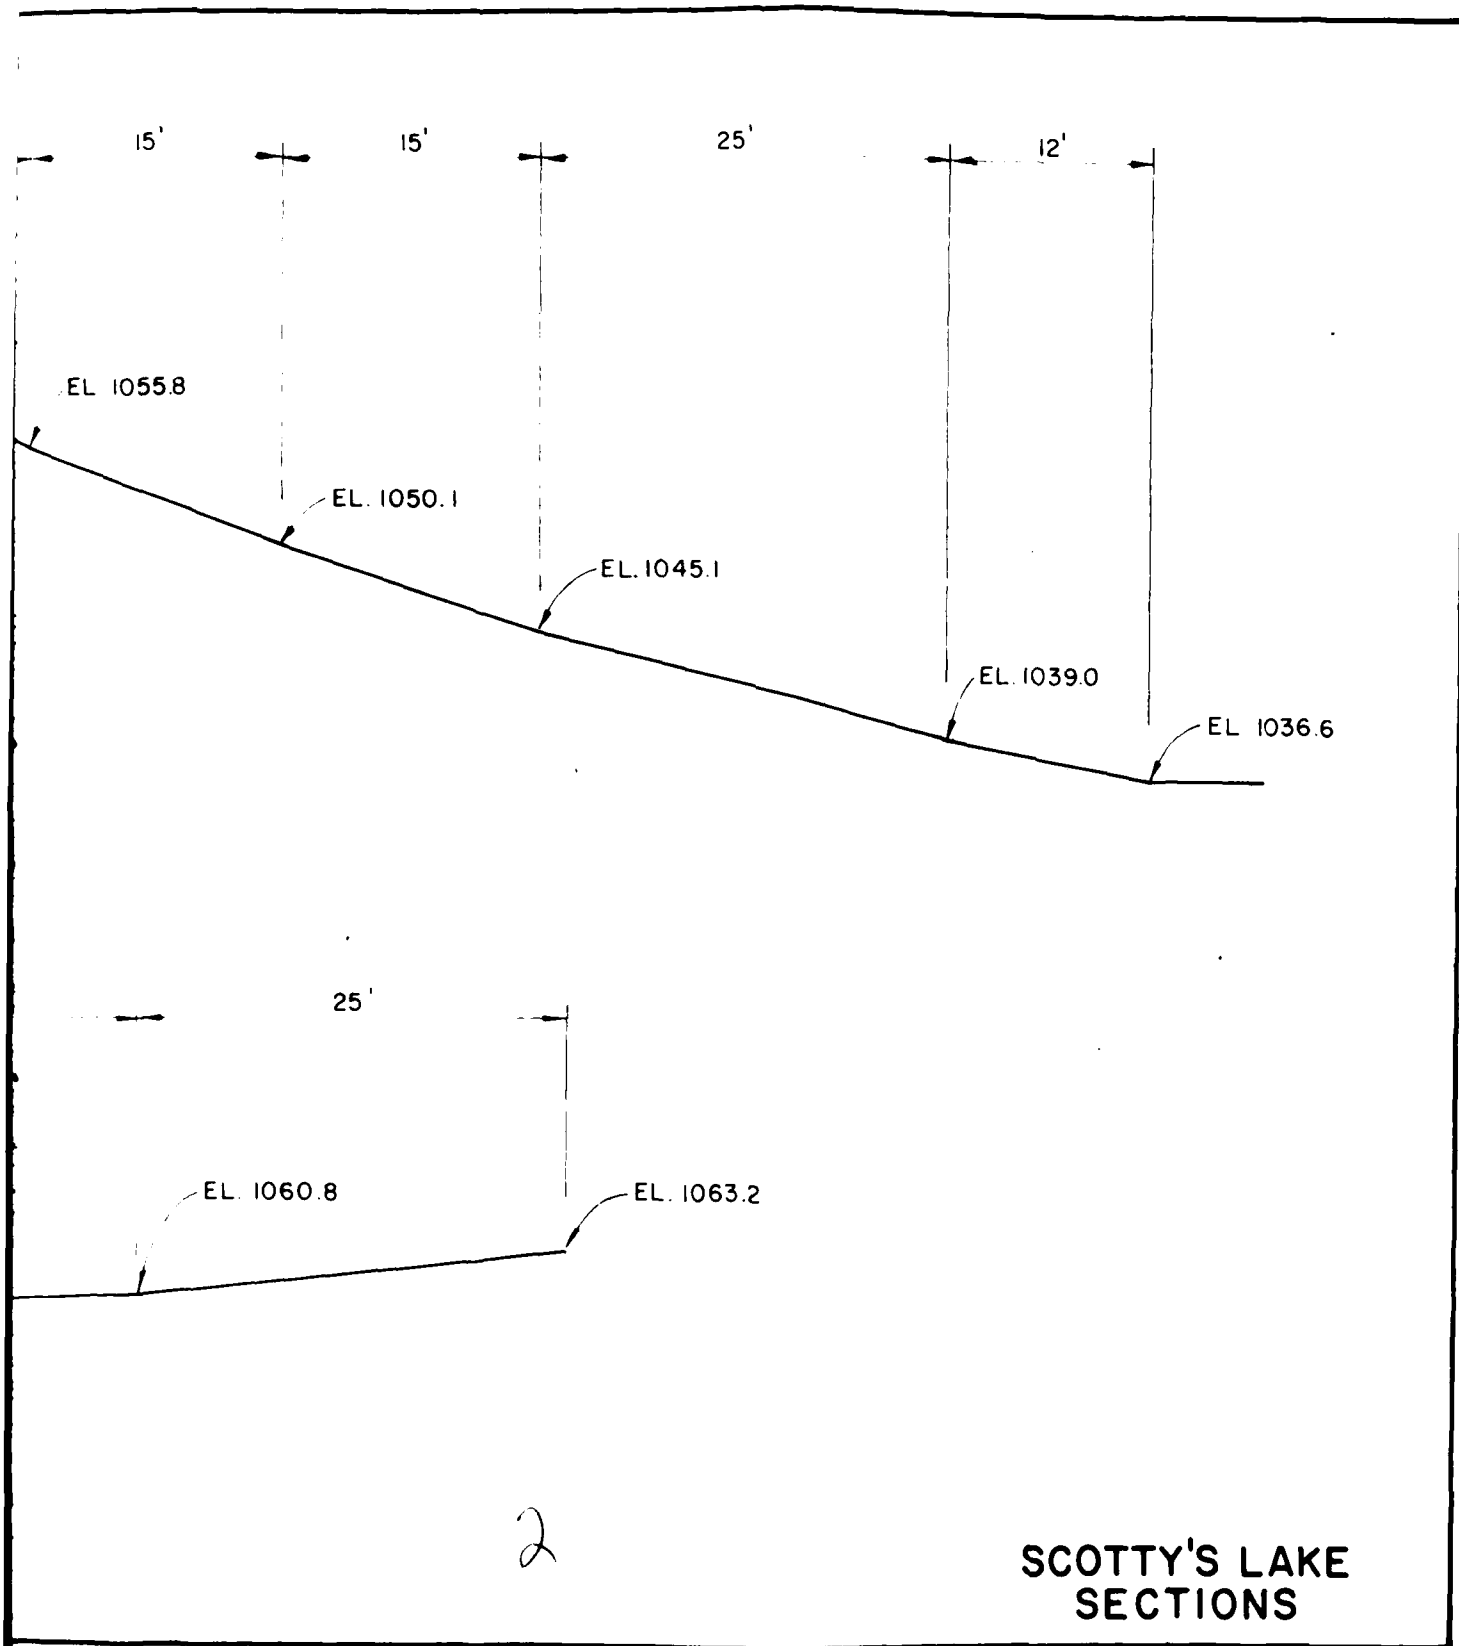 15'
15'
25'
12'
EL 1055.8
EL. 1050.1
EL. 1045.1
EL. 1039.0
EL 1036.6
25'
EL. 1060.8
EL. 1063.2
2
SCOTTY'S LAKE
SECTIONS